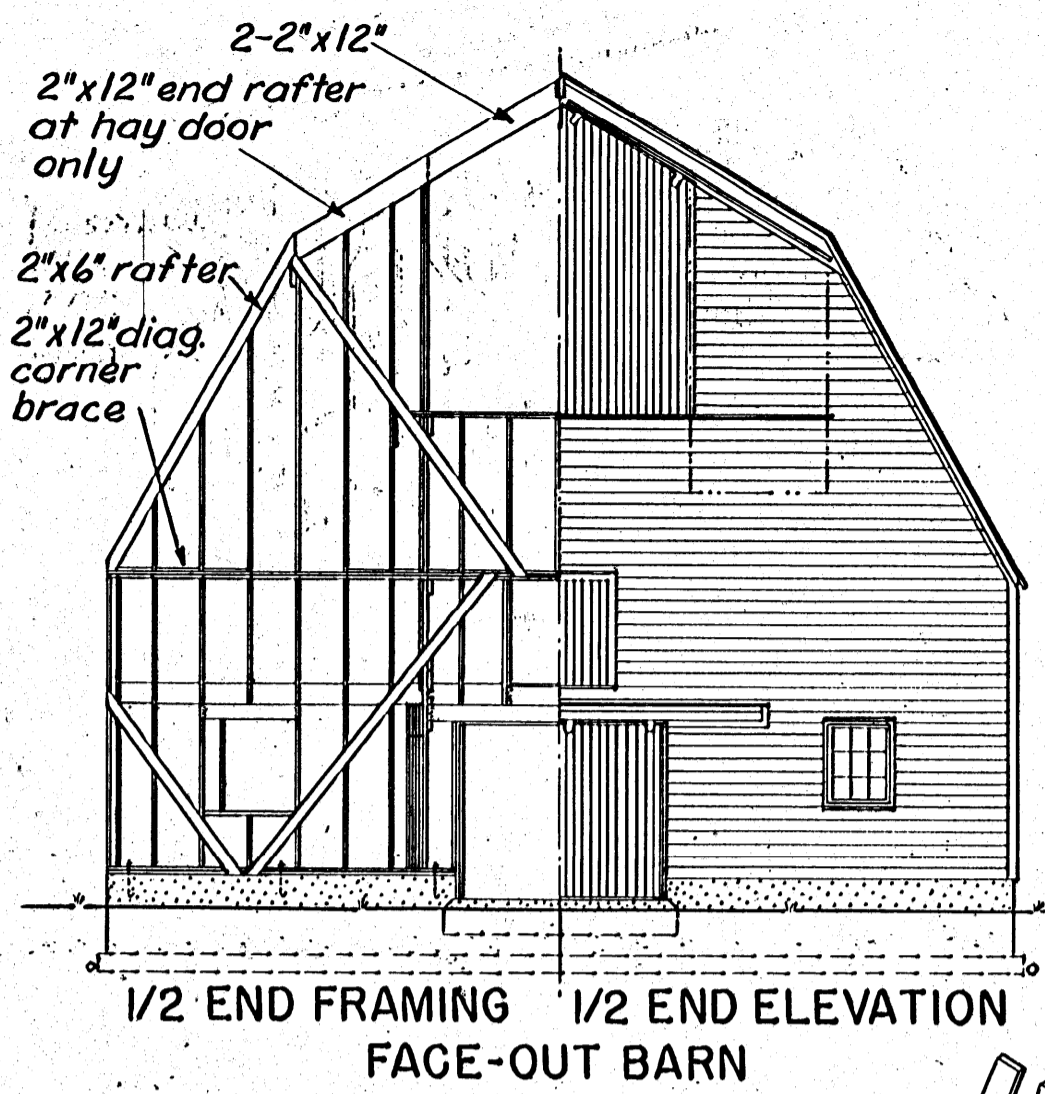 2-2"x12"
2"x12" end rafter
at hay door
only
2"x6" rafter
2"x12" diag.
corner
brace
1/2 END FRAMING 1/2 END ELEVATION
FACE-OUT BARN